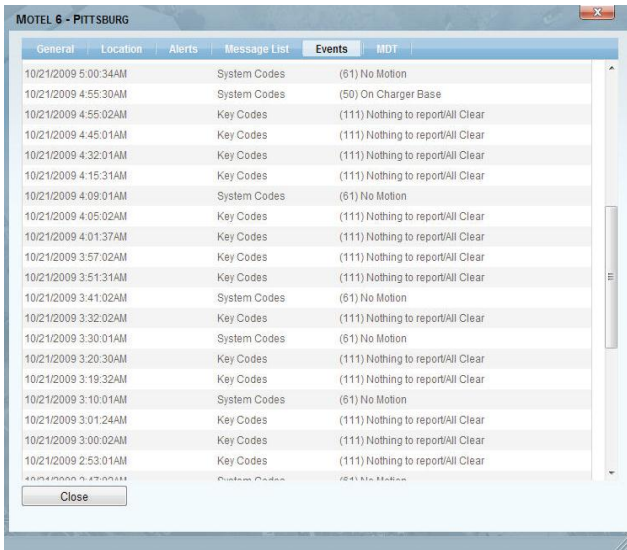 MOTEL 6 - PITTSBURG
General Location Alerts Message List Events MDT
10/21/2009 5:00:34AM System Codes (61) No Motion
10/21/2009 4:55:30AM System Codes (50) On Charger Base
10/21/2009 4:55:02AM Key Codes (111) Nothing to report/All Clear
10/21/2009 4:45:01AM Key Codes (111) Nothing to report/All Clear
10/21/2009 4:32:01AM Key Codes (111) Nothing to report/All Clear
10/21/2009 4:15:31AM Key Codes (111) Nothing to report/All Clear
10/21/2009 4:09:01AM System Codes (61) No Motion
10/21/2009 4:05:02AM Key Codes (111) Nothing to report/All Clear
10/21/2009 4:01:37AM Key Codes (111) Nothing to report/All Clear
10/21/2009 3:57:02AM Key Codes (111) Nothing to report/All Clear
10/21/2009 3:51:31AM Key Codes (111) Nothing to report/All Clear
10/21/2009 3:41:02AM System Codes (61) No Motion
10/21/2009 3:32:02AM Key Codes (111) Nothing to report/All Clear
10/21/2009 3:30:01AM System Codes (61) No Motion
10/21/2009 3:20:30AM Key Codes (111) Nothing to report/All Clear
10/21/2009 3:19:32AM Key Codes (111) Nothing to report/All Clear
10/21/2009 3:10:01AM System Codes (61) No Motion
10/21/2009 3:01:24AM Key Codes (111) Nothing to report/All Clear
10/21/2009 3:00:02AM Key Codes (111) Nothing to report/All Clear
10/21/2009 2:53:01AM Key Codes (111) Nothing to report/All Clear
10/21/2009 2:47:02AM System Codes (61) No Motion
Close